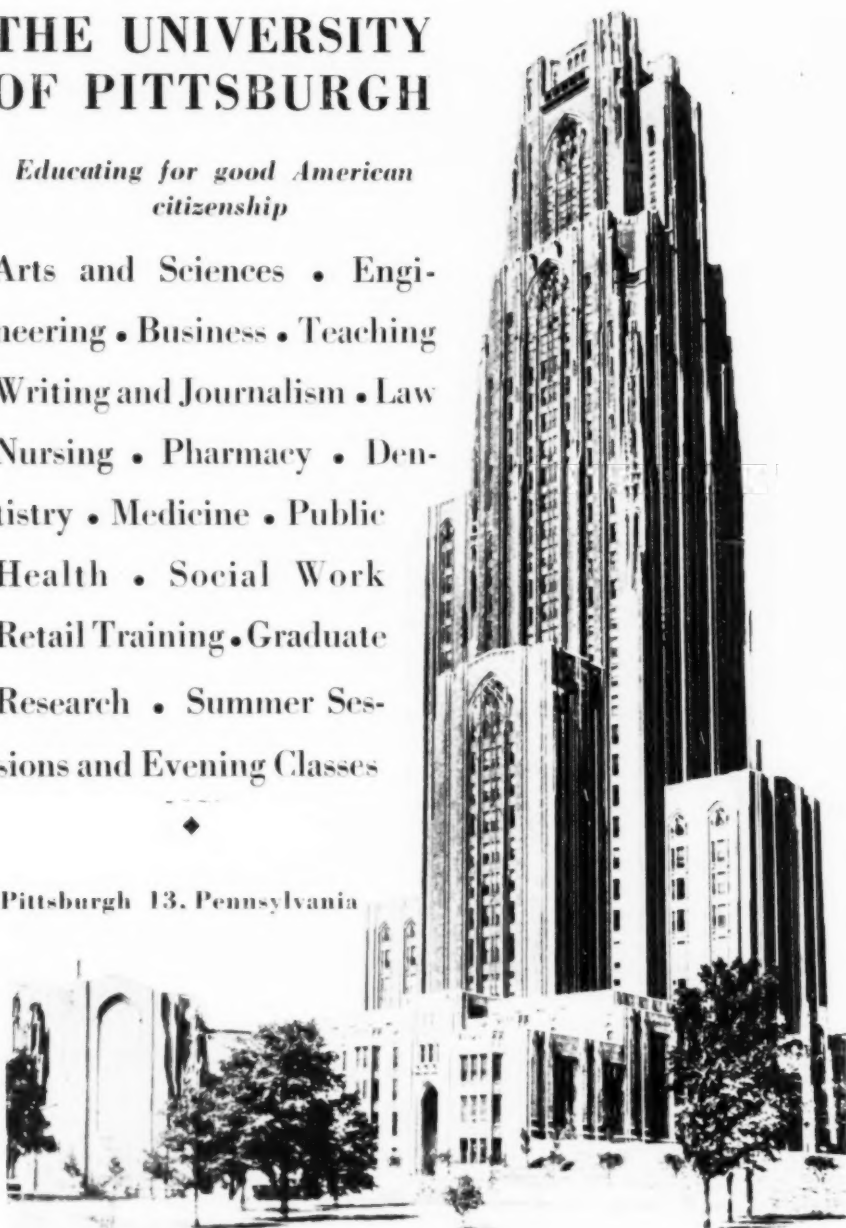 THE UNIVERSITY
OF PITTSBURGH
Educating for good American
citizenship
Arts and Sciences • Engi-
neering • Business • Teaching
Writing and Journalism • Law
Nursing • Pharmacy • Den-
tistry • Medicine • Public
Health • Social Work
Retail Training • Graduate
Research • Summer Ses-
sions and Evening Classes
Pittsburgh 13, Pennsylvania